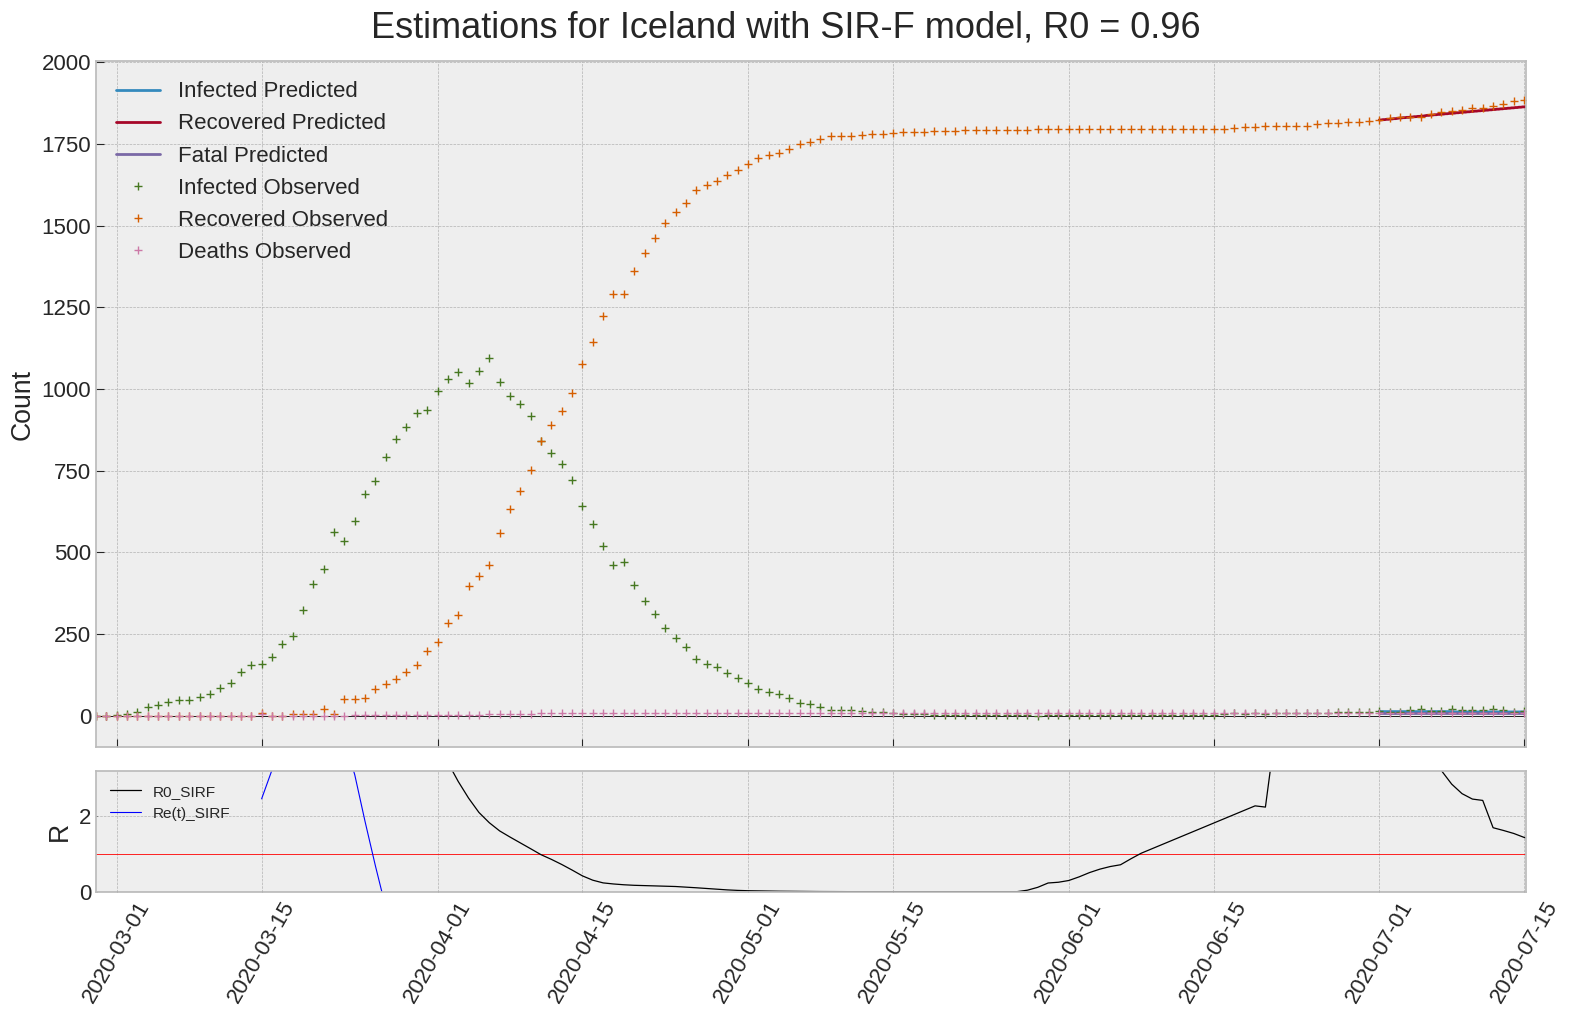 Estimations for Iceland with SIR-F model, R0 = 0.96
2000
1750
1500
1250
1000
750
500
250
0
Count
Infected Predicted
Recovered Predicted
Fatal Predicted
Infected Observed
Recovered Observed
Deaths Observed
2
0
R
R0_SIRF
Re(t)_SIRF
2020-03-01
2020-03-15
2020-04-01
2020-04-15
2020-05-01
2020-05-15
2020-06-01
2020-06-15
2020-07-01
2020-07-15